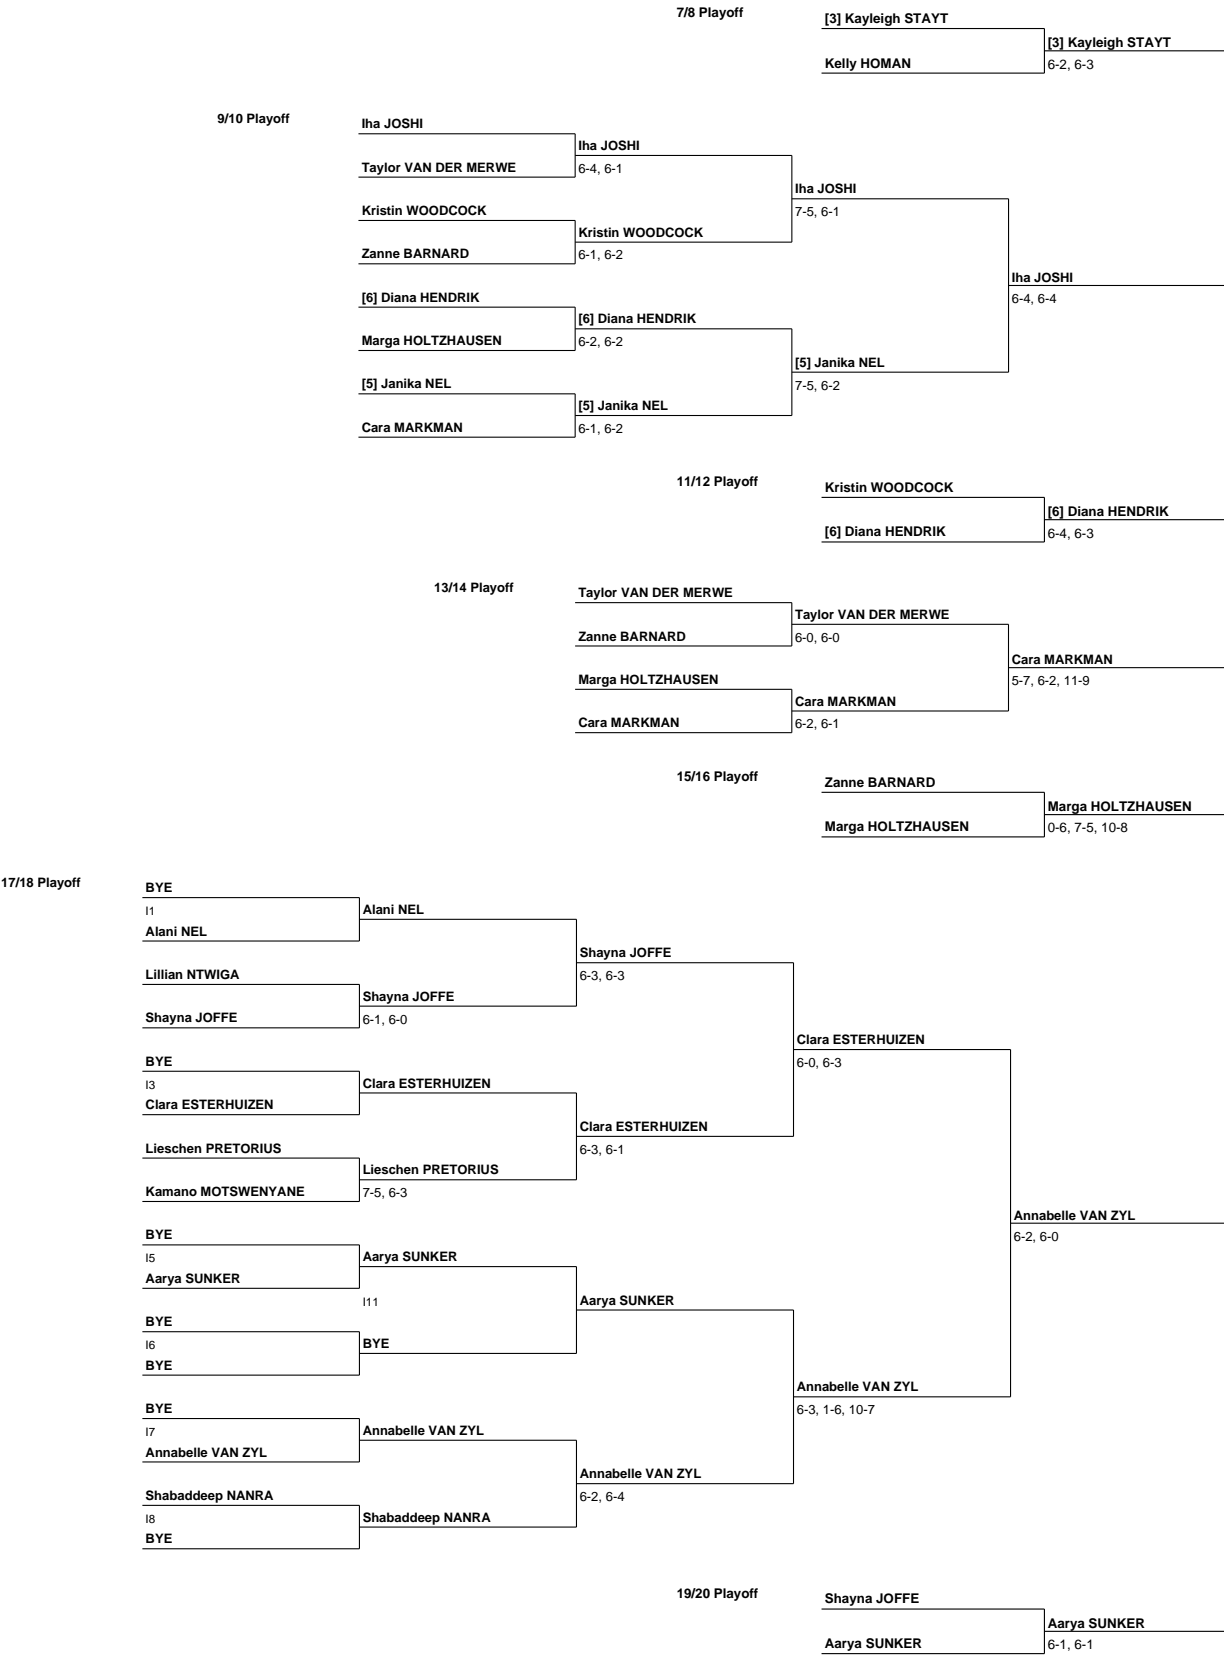 7/8 Playoff
[3] Kayleigh STAYT
[3] Kayleigh STAYT
Kelly HOMAN
6-2, 6-3
9/10 Playoff
Iha JOSHI
Iha JOSHI
Taylor VAN DER MERWE
6-4, 6-1
Iha JOSHI
Kristin WOODCOCK
7-5, 6-1
Kristin WOODCOCK
Zanne BARNARD
6-1, 6-2
Iha JOSHI
[6] Diana HENDRIK
6-4, 6-4
[6] Diana HENDRIK
Marga HOLTZHAUSEN
6-2, 6-2
[5] Janika NEL
[5] Janika NEL
7-5, 6-2
[5] Janika NEL
Cara MARKMAN
6-1, 6-2
11/12 Playoff
Kristin WOODCOCK
[6] Diana HENDRIK
[6] Diana HENDRIK
6-4, 6-3
13/14 Playoff
Taylor VAN DER MERWE
Taylor VAN DER MERWE
Zanne BARNARD
6-0, 6-0
Cara MARKMAN
Marga HOLTZHAUSEN
5-7, 6-2, 11-9
Cara MARKMAN
Cara MARKMAN
6-2, 6-1
15/16 Playoff
Zanne BARNARD
Marga HOLTZHAUSEN
Marga HOLTZHAUSEN
0-6, 7-5, 10-8
17/18 Playoff
BYE
I1
Alani NEL
Alani NEL
Shayna JOFFE
Lillian NTWIGA
6-3, 6-3
Shayna JOFFE
Shayna JOFFE
6-1, 6-0
Clara ESTERHUIZEN
BYE
6-0, 6-3
I3
Clara ESTERHUIZEN
Clara ESTERHUIZEN
Clara ESTERHUIZEN
Lieschen PRETORIUS
6-3, 6-1
Lieschen PRETORIUS
Kamano MOTSWENYANE
7-5, 6-3
Annabelle VAN ZYL
BYE
6-2, 6-0
I5
Aarya SUNKER
Aarya SUNKER
I11
Aarya SUNKER
BYE
I6
BYE
BYE
Annabelle VAN ZYL
BYE
6-3, 1-6, 10-7
I7
Annabelle VAN ZYL
Annabelle VAN ZYL
Annabelle VAN ZYL
Shabaddeep NANRA
6-2, 6-4
I8
Shabaddeep NANRA
BYE
19/20 Playoff
Shayna JOFFE
Aarya SUNKER
Aarya SUNKER
6-1, 6-1